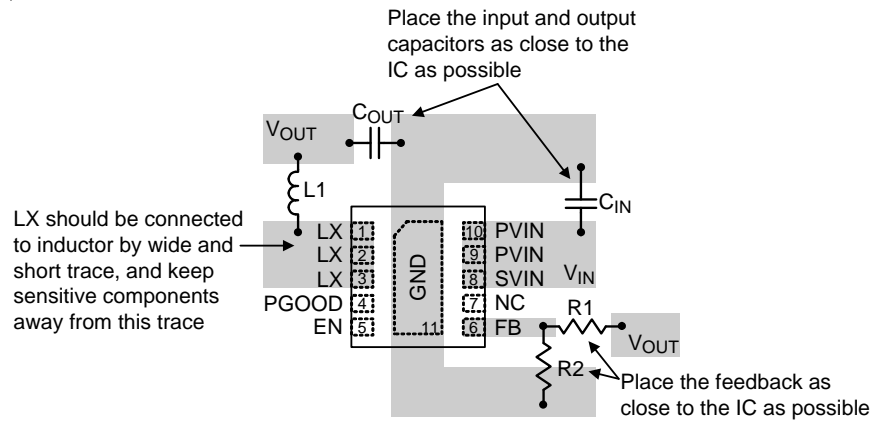 Place the input and output
capacitors as close to the
IC as possible
COUT
VOUT
L1
CIN
LX should be connected
to inductor by wide and
short trace, and keep
sensitive components
away from this trace
LX 1 10 PVIN
LX 2 9 PVIN
LX 3 8 SVIN VIN
PGOOD 4 7 NC
EN 5 11 6 FB
GND
R1
VOUT
R2
Place the feedback as
close to the IC as possible